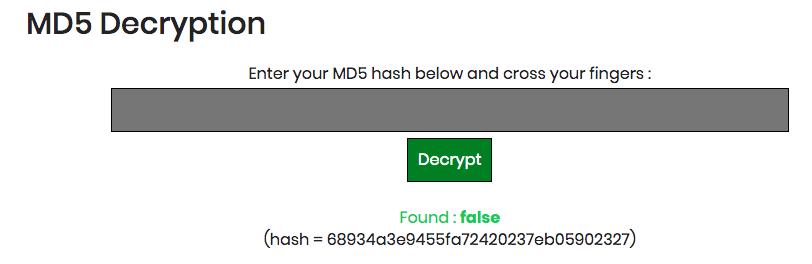 MD5 Decryption
Enter your MD5 hash below and cross your fingers :
Decrypt
Found : false
(hash = 68934a3e9455fa72420237eb05902327)